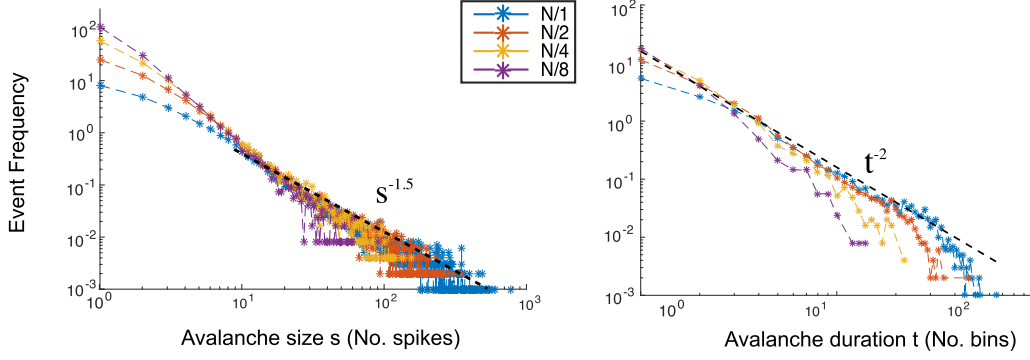 N/1
N/2
N/4
N/8
Event Frequency
10²
10¹
10⁰
10⁻¹
10⁻²
10⁻³
s⁻¹·⁵
10⁰ 10¹ 10² 10³
Avalanche size s (No. spikes)
10²
10¹
10⁰
10⁻¹
10⁻²
10⁻³
t⁻²
10⁰ 10¹ 10²
Avalanche duration t (No. bins)